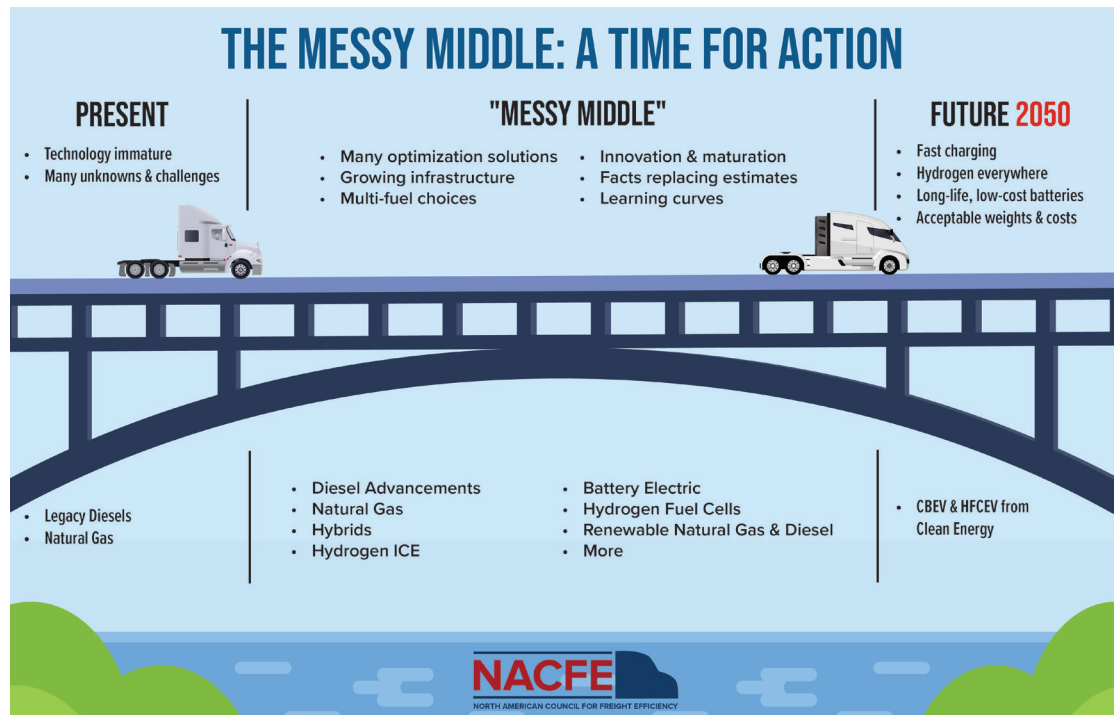 THE MESSY MIDDLE: A TIME FOR ACTION
PRESENT
• Technology immature
• Many unknowns & challenges
"MESSY MIDDLE"
• Many optimization solutions
• Growing infrastructure
• Multi-fuel choices
• Innovation & maturation
• Facts replacing estimates
• Learning curves
FUTURE 2050
• Fast charging
• Hydrogen everywhere
• Long-life, low-cost batteries
• Acceptable weights & costs
• Legacy Diesels
• Natural Gas
• Diesel Advancements
• Natural Gas
• Hybrids
• Hydrogen ICE
• Battery Electric
• Hydrogen Fuel Cells
• Renewable Natural Gas & Diesel
• More
• CBEV & HFCEV from
Clean Energy
NACFE
NORTH AMERICAN COUNCIL FOR FREIGHT EFFICIENCY